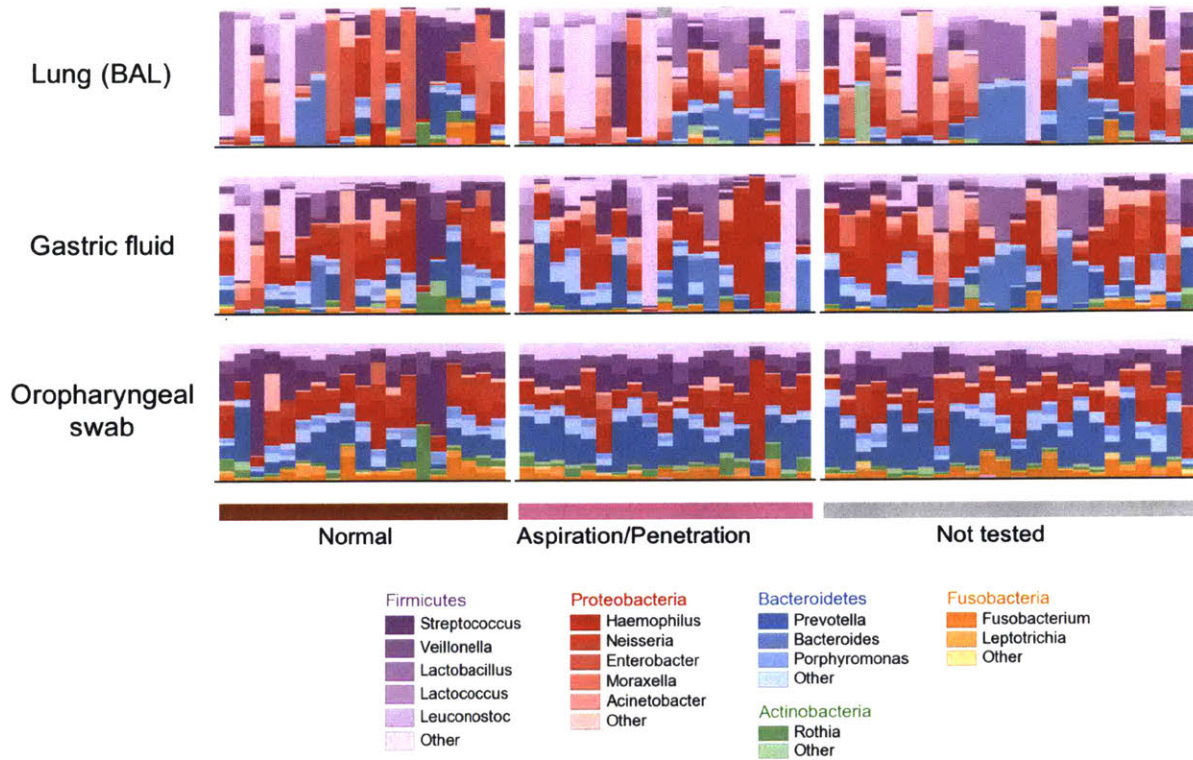 Lung (BAL)
Gastric fluid
Oropharyngeal
swab
Normal
Aspiration/Penetration
Not tested
Firmicutes
Streptococcus
Veillonella
Lactobacillus
Lactococcus
Leuconostoc
Other
Proteobacteria
Haemophilus
Neisseria
Enterobacter
Moraxella
Acinetobacter
Other
Bacteroidetes
Prevotella
Bacteroides
Porphyromonas
Other
Actinobacteria
Rothia
Other
Fusobacteria
Fusobacterium
Leptotrichia
Other